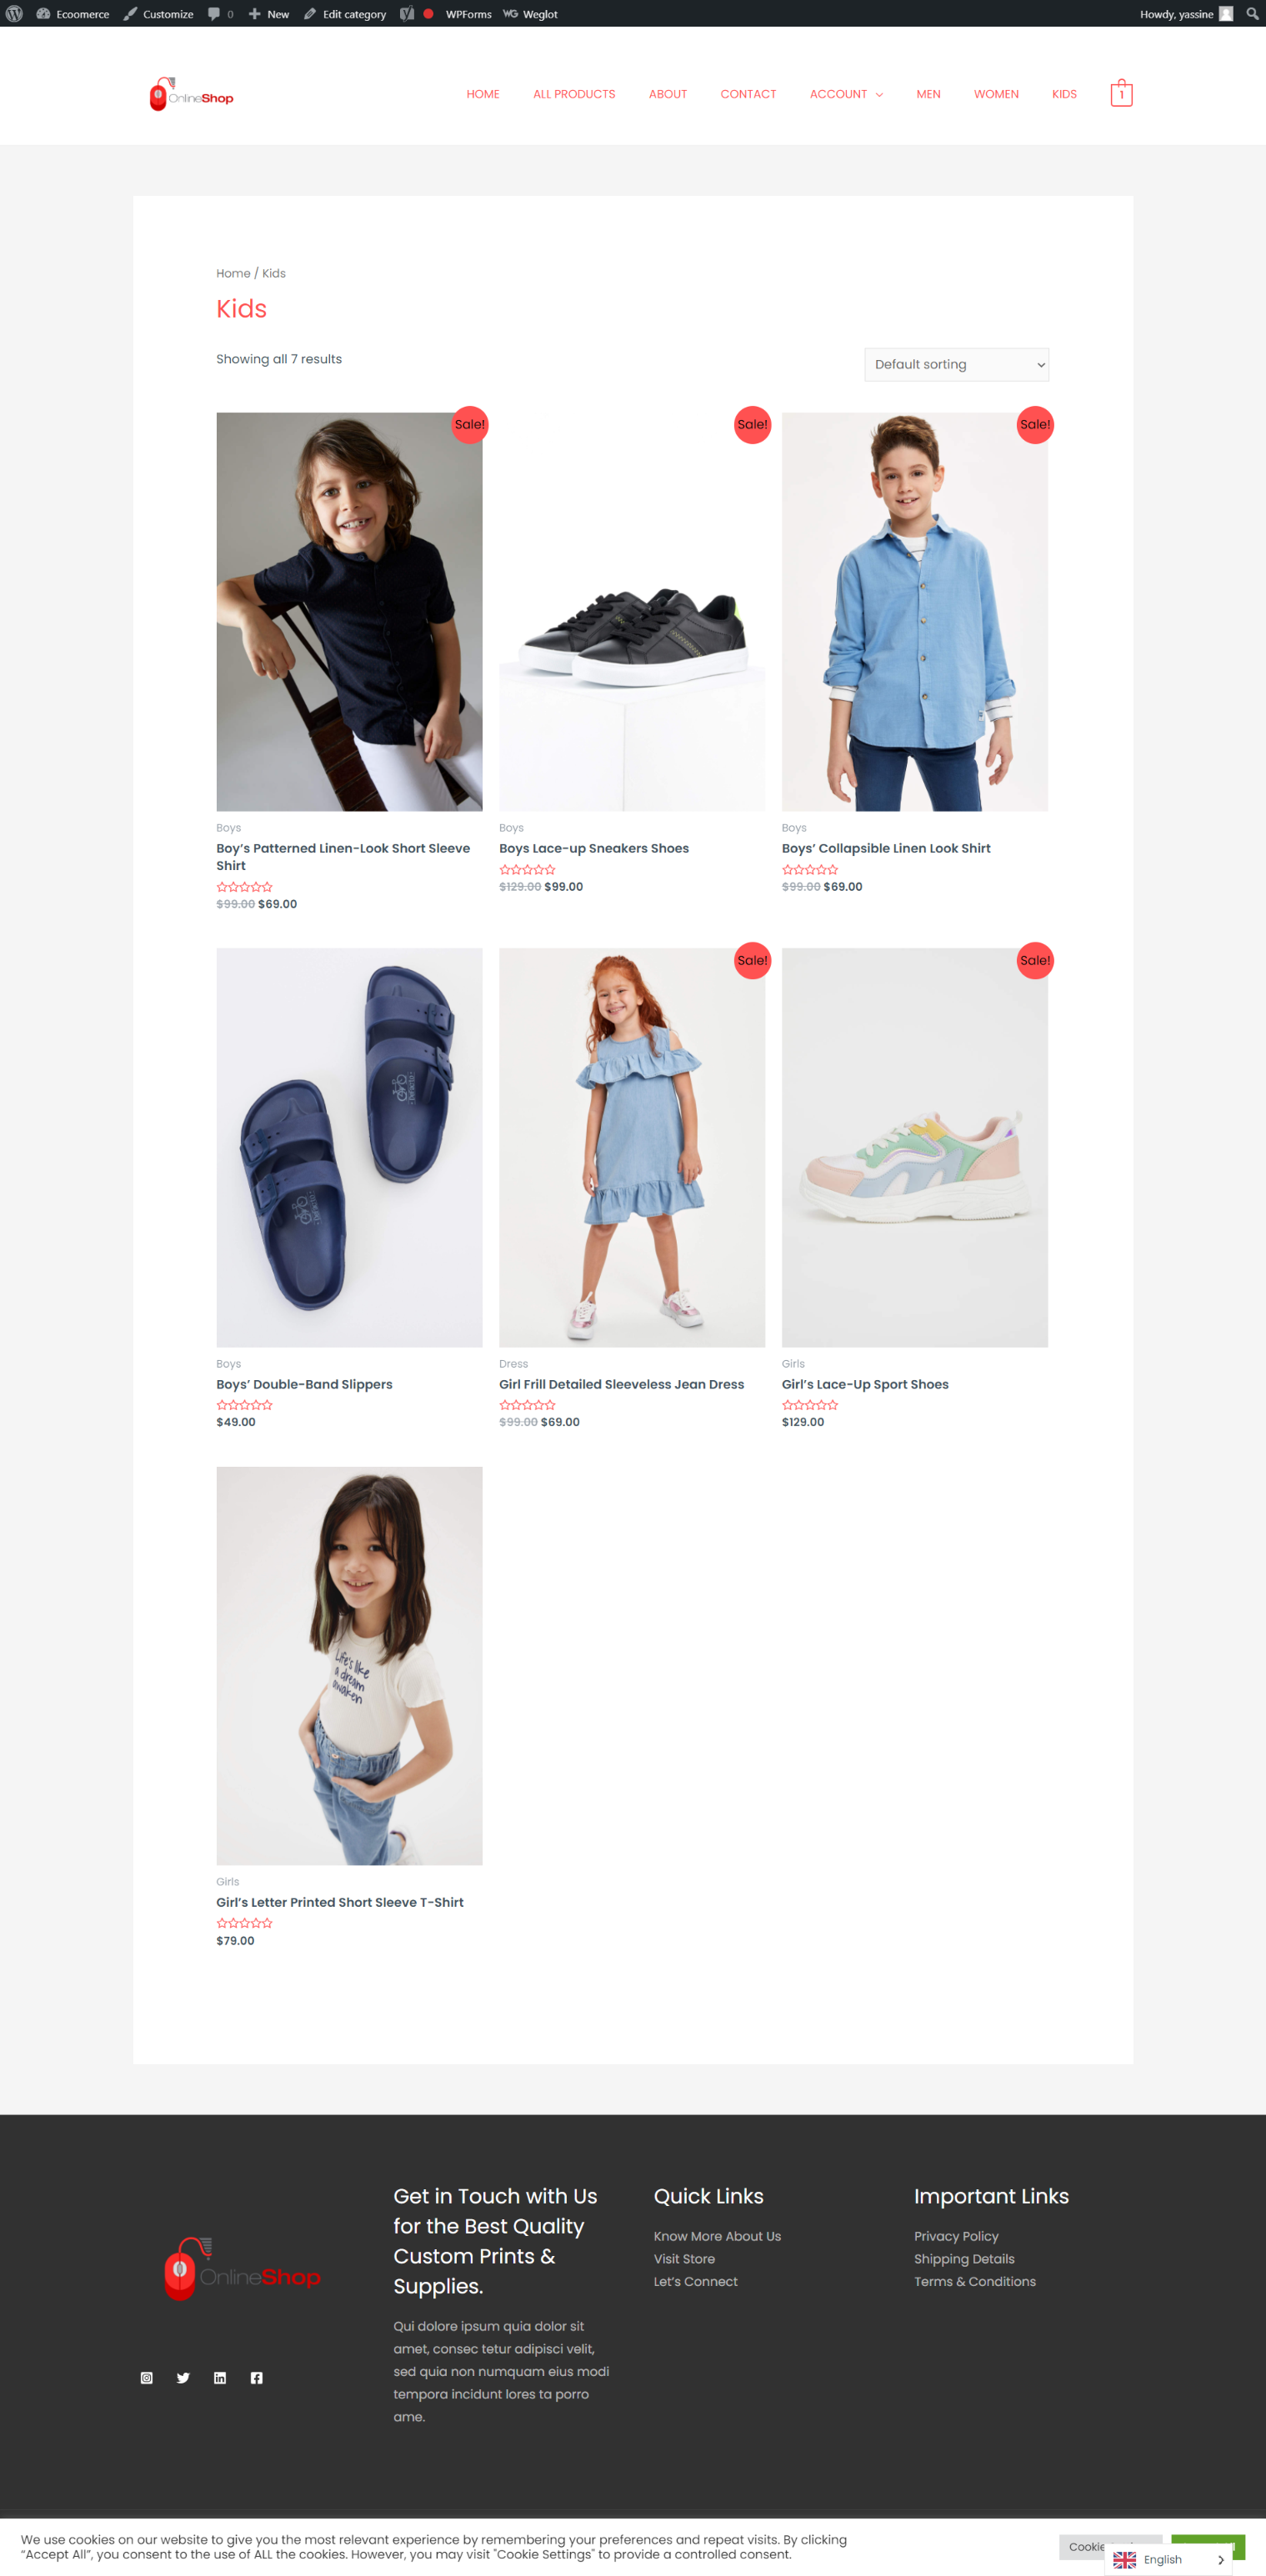 Ecoomerce Customize 0 New Edit category WPForms WG Weglot Howdy, yassine
OnlineShop HOME ALL PRODUCTS ABOUT CONTACT ACCOUNT MEN WOMEN KIDS 1
Home / Kids
Kids
Showing all 7 results Default sorting
Sale! Sale! Sale!
Boys Boys Boys
Boy’s Patterned Linen-Look Short Sleeve Boys Lace-up Sneakers Shoes Boys’ Collapsible Linen Look Shirt
Shirt
$129.00 $99.00 $99.00 $69.00
$99.00 $69.00
Sale! Sale!
Boys Dress Girls
Boys’ Double-Band Slippers Girl Frill Detailed Sleeveless Jean Dress Girl’s Lace-Up Sport Shoes
$49.00 $99.00 $69.00 $129.00
Life's like
a dream
awaken
Girls
Girl’s Letter Printed Short Sleeve T-Shirt
$79.00
OnlineShop
Get in Touch with Us
for the Best Quality
Custom Prints &
Supplies.
Qui dolore ipsum quia dolor sit
amet, consec tetur adipisci velit,
sed quia non numquam eius modi
tempora incidunt lores ta porro
ame.
Quick Links
Know More About Us
Visit Store
Let’s Connect
Important Links
Privacy Policy
Shipping Details
Terms & Conditions
We use cookies on our website to give you the most relevant experience by remembering your preferences and repeat visits. By clicking
“Accept All”, you consent to the use of ALL the cookies. However, you may visit "Cookie Settings" to provide a controlled consent.
Cookie
English